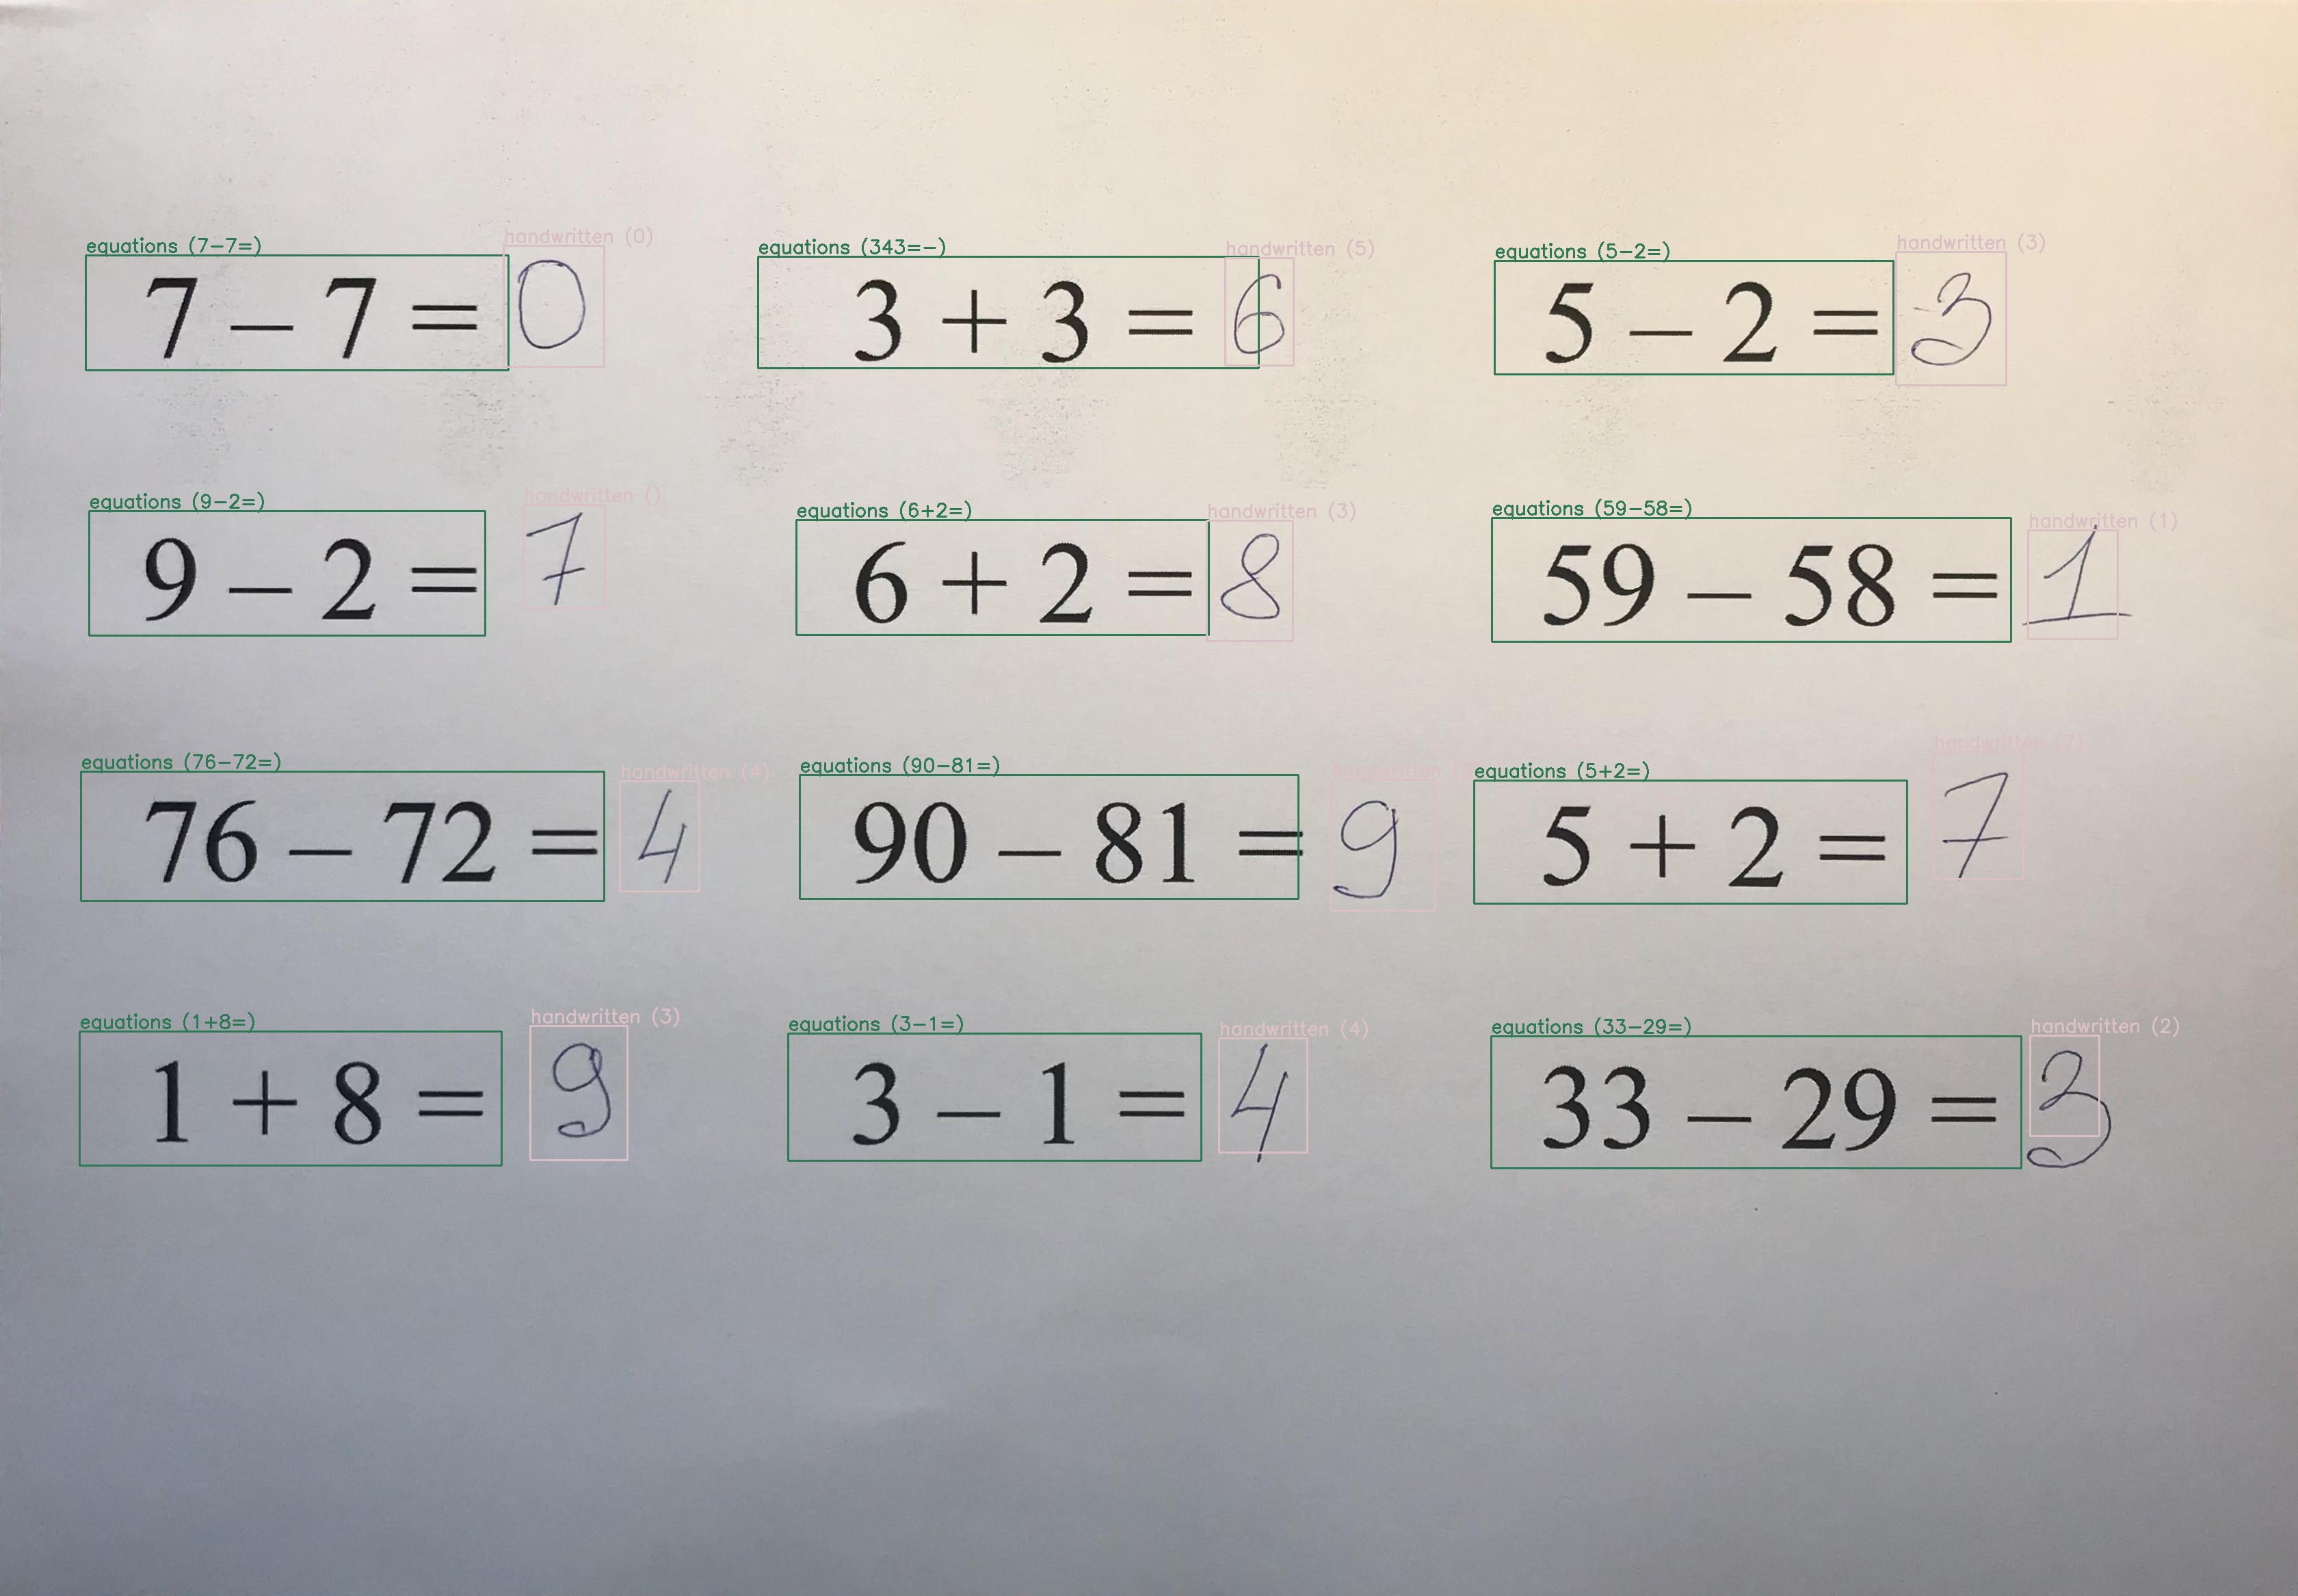 equations (7-7=) handwritten (0) equations (343=-) handwritten (5) equations (5-2=) handwritten (3)
7 – 7 = 0 3 + 3 = 6 5 – 2 = 3
equations (9-2=) handwritten () equations (6+2=) handwritten (3) equations (59-58=) handwritten (1)
9 – 2 = 7 6 + 2 = 8 59 – 58 = 1
equations (76-72=) handwritten (4) equations (90-81=) handwritten equations (5+2=) handwritten (7)
76 – 72 = 4 90 – 81 = 9 5 + 2 = 7
equations (1+8=) handwritten (3) equations (3-1=) handwritten (4) equations (33-29=) handwritten (2)
1 + 8 = 9 3 – 1 = 4 33 – 29 = 3